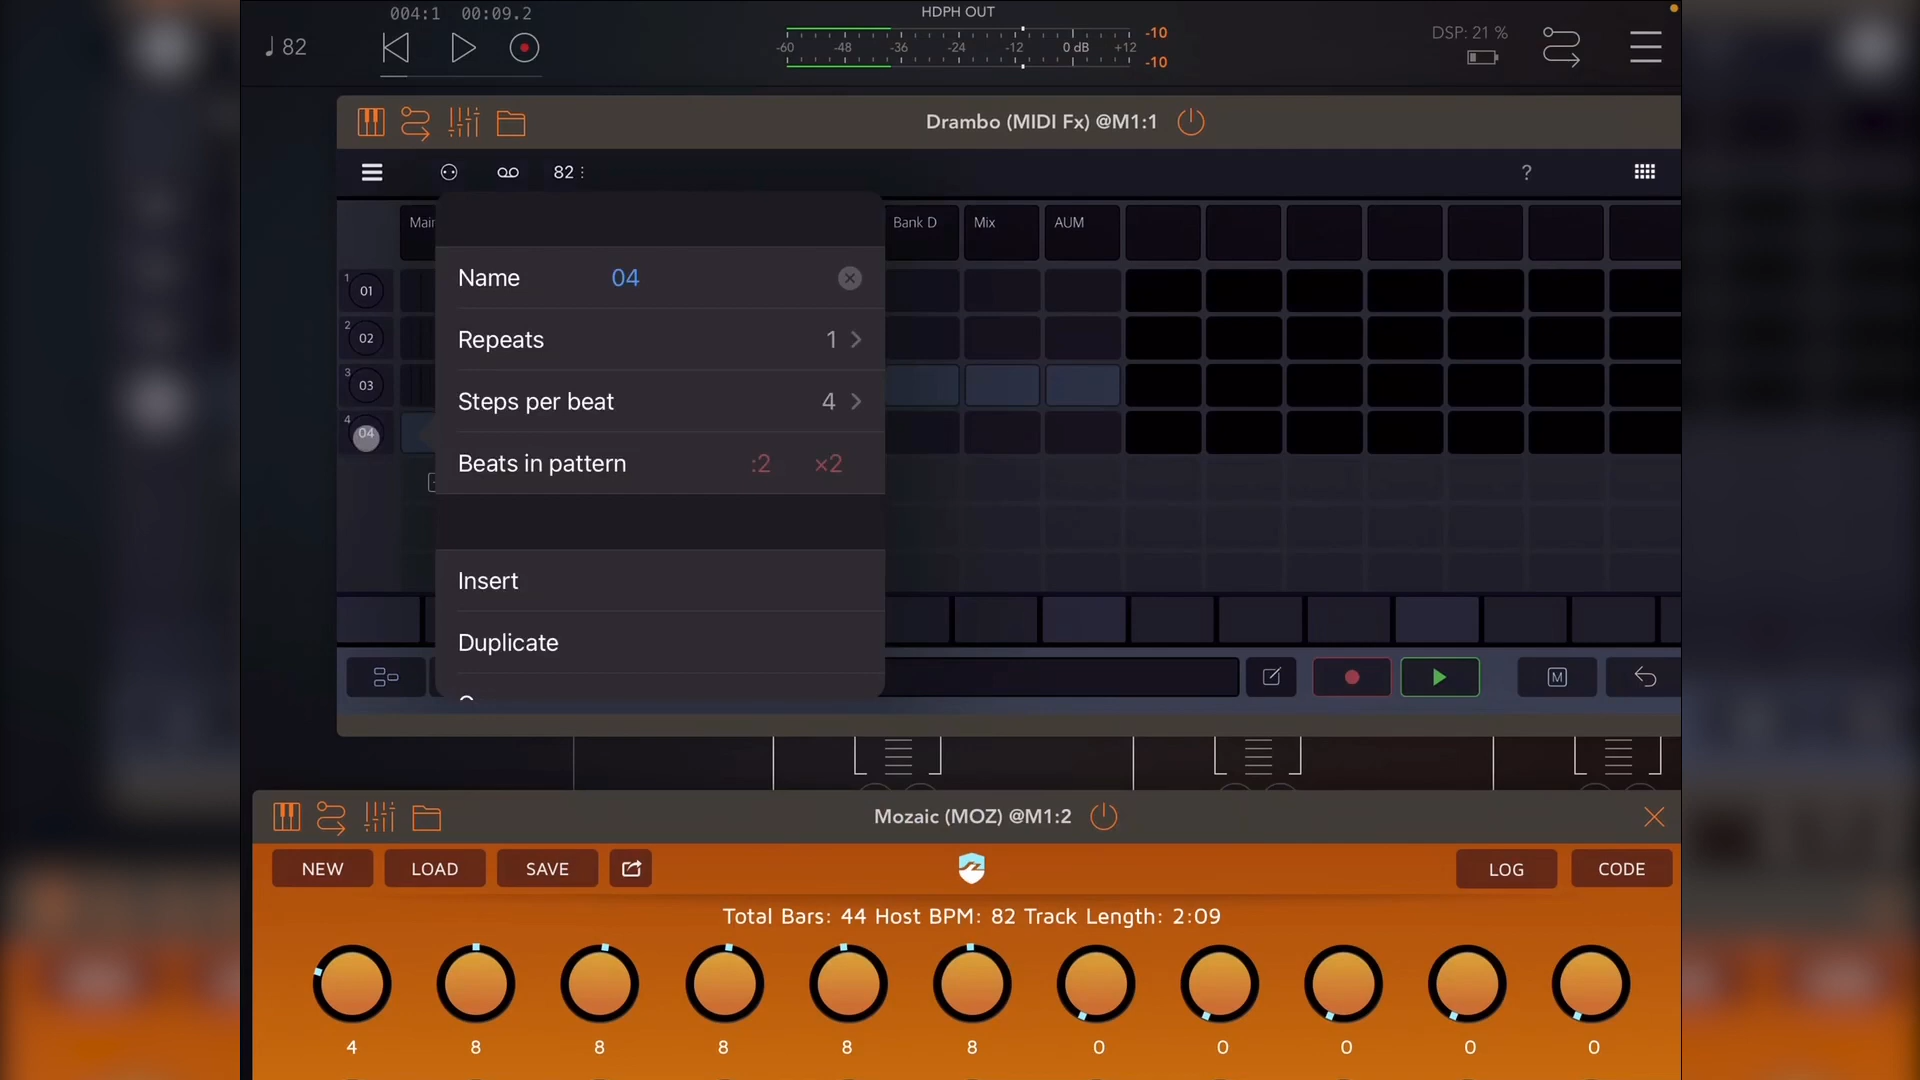 004:1 00:09.2
HDPH OUT
82
-60 -48 -36 -24 -12 0 dB +12
-10
-10
DSP: 21 %
Drambo (MIDI Fx) @M1:1
82
?
Bank D Mix AUM
Name 04
Repeats 1
Steps per beat 4
Beats in pattern :2 ×2
Insert
Duplicate
1 01
2 02
3 03
4 04
M
Mozaic (MOZ) @M1:2
NEW LOAD SAVE LOG CODE
Total Bars: 44 Host BPM: 82 Track Length: 2:09
4 8 8 8 8 8 0 0 0 0 0